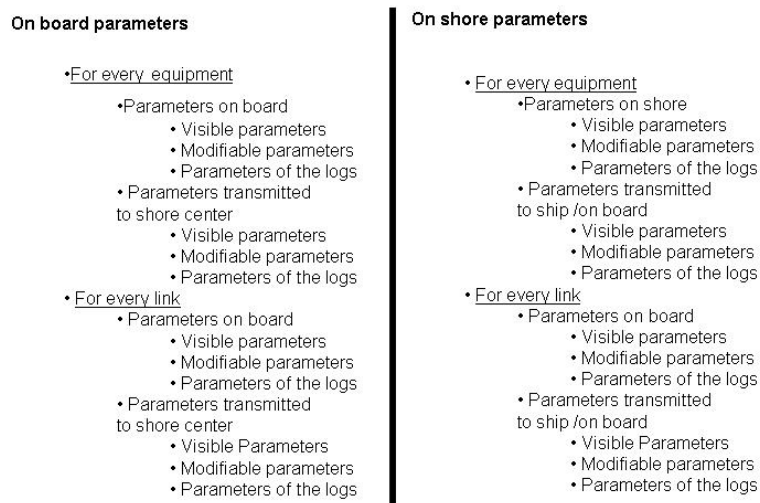 On board parameters
•For every equipment
•Parameters on board
• Visible parameters
• Modifiable parameters
• Parameters of the logs
• Parameters transmitted
to shore center
• Visible parameters
• Modifiable parameters
• Parameters of the logs
• For every link
• Parameters on board
• Visible parameters
• Modifiable parameters
• Parameters of the logs
• Parameters transmitted
to shore center
• Visible Parameters
• Modifiable parameters
• Parameters of the logs
On shore parameters
• For every equipment
•Parameters on shore
• Visible parameters
• Modifiable parameters
• Parameters of the logs
• Parameters transmitted
to ship /on board
• Visible parameters
• Modifiable parameters
• Parameters of the logs
• For every link
• Parameters on board
• Visible parameters
• Modifiable parameters
• Parameters of the logs
• Parameters transmitted
to ship /on board
• Visible Parameters
• Modifiable parameters
• Parameters of the logs